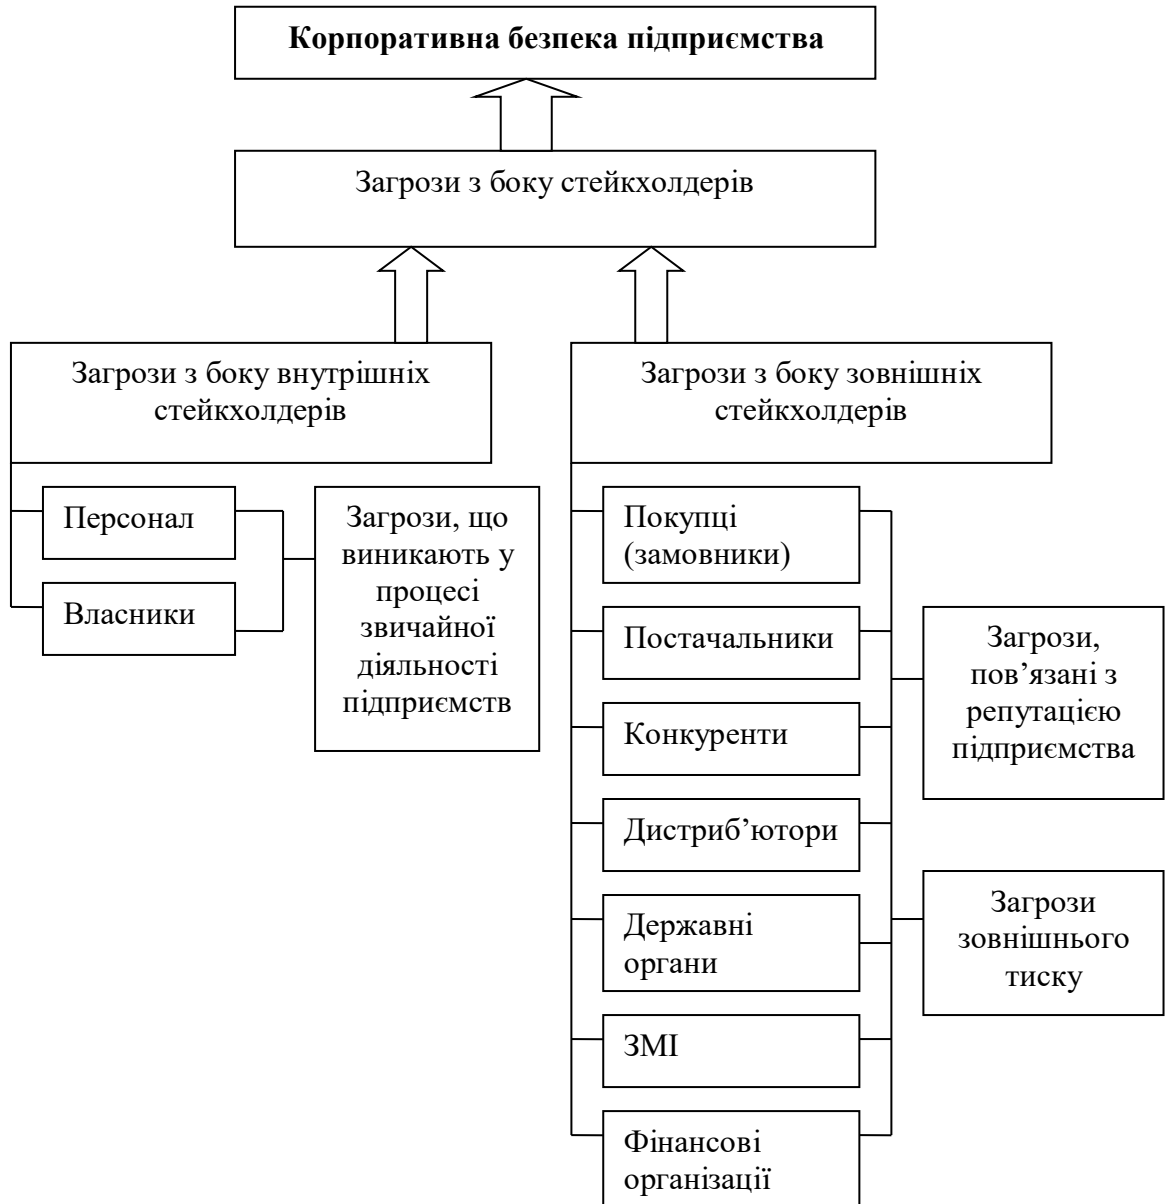 Корпоративна безпека підприємства
Загрози з боку стейкхолдерів
Загрози з боку внутрішніх
стейкхолдерів
Персонал
Власники
Загрози, що
виникають у
процесі
звичайної
діяльності
підприємств
Загрози з боку зовнішніх
стейкхолдерів
Покупці
(замовники)
Постачальники
Конкуренти
Дистриб’ютори
Державні
органи
ЗМІ
Фінансові
організації
Загрози,
пов’язані з
репутацією
підприємства
Загрози
зовнішнього
тиску